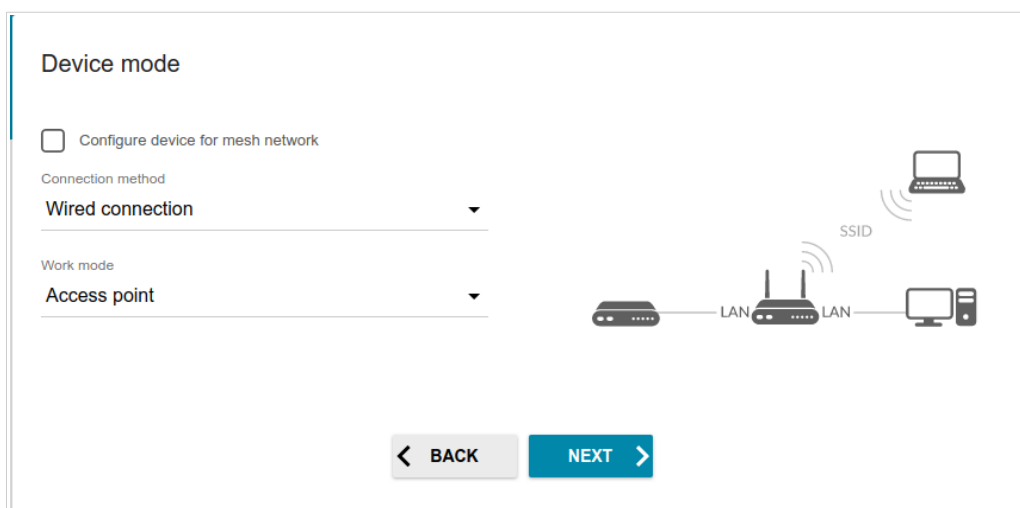 Device mode
Configure device for mesh network
Connection method
Wired connection
SSID
Work mode
Access point
LAN
LAN
BACK
NEXT